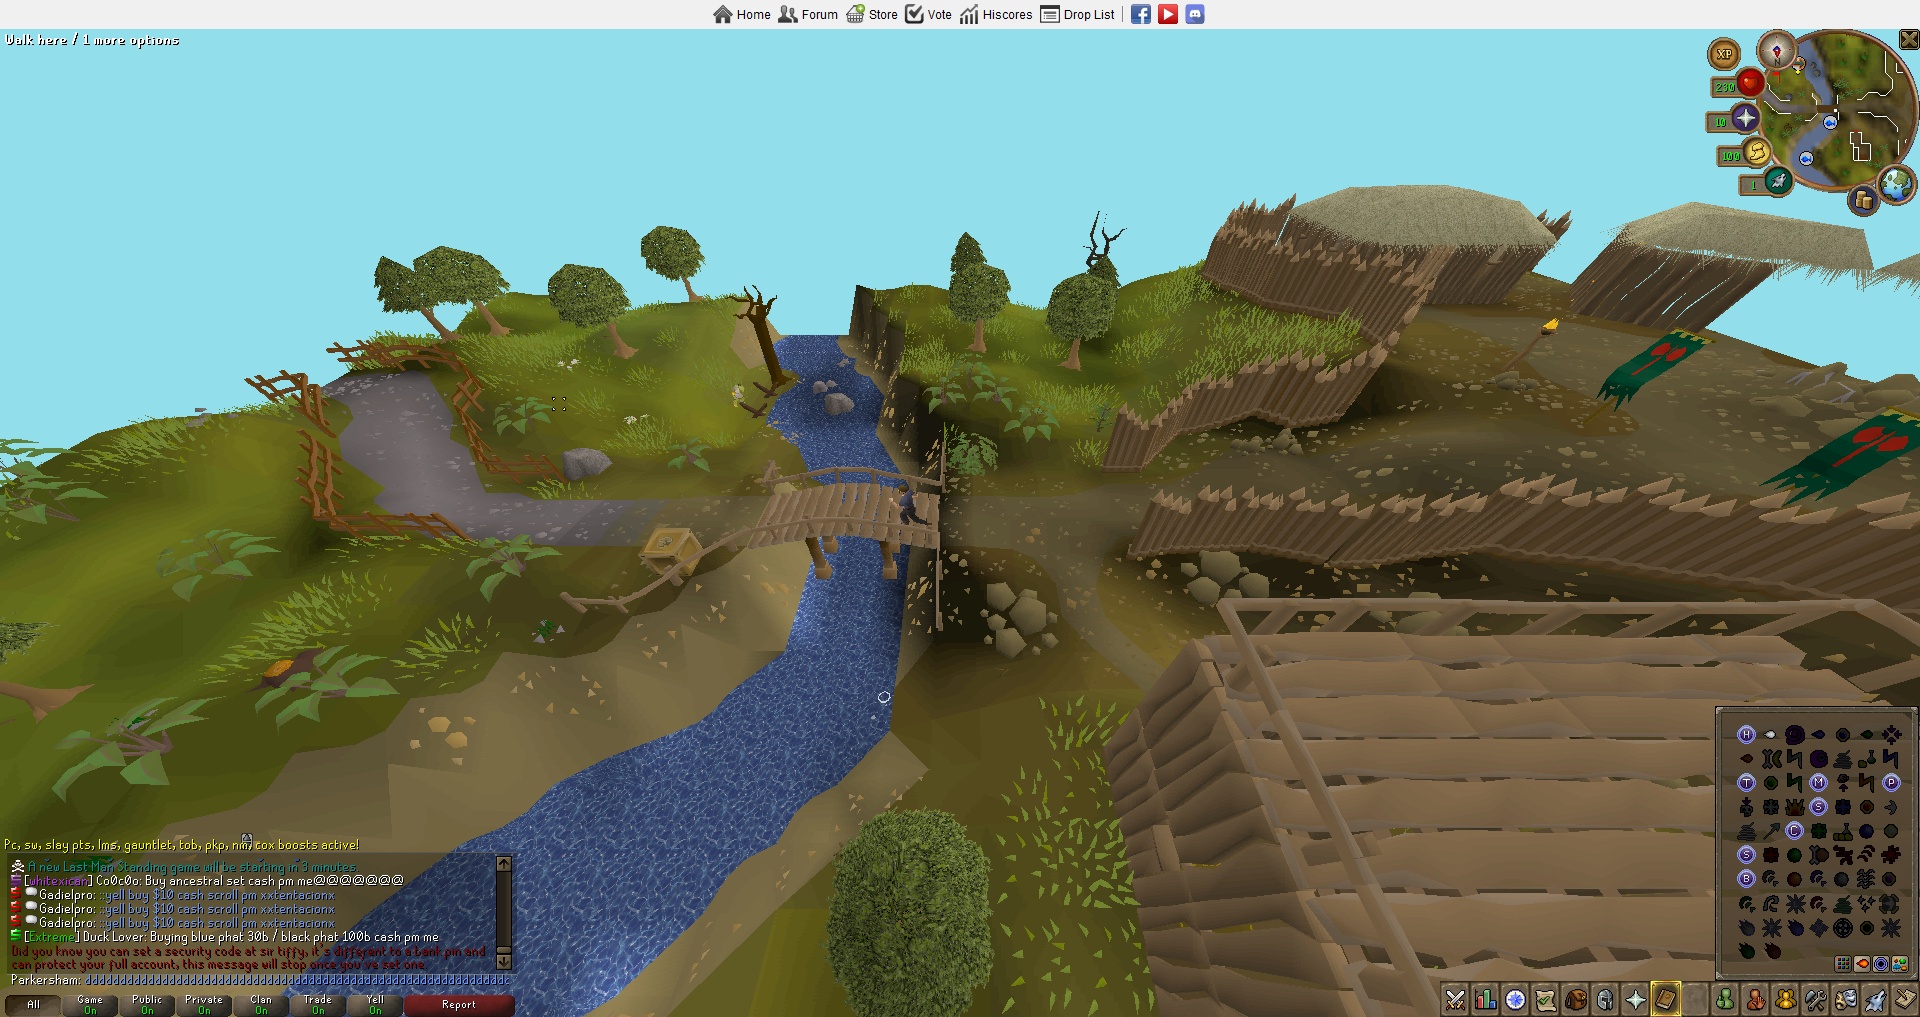 Home Forum Store Vote Hiscores Drop List
Walk here / 1 more options
XP
N
230
10
100
1
Pc, sw, slay pts, lms, gauntlet, tob, pkp, nm, cox boosts active!
A new Last Man Standing game will be starting in 3 minutes.
[whitexican] Co0c0o: Buy ancestral set cash pm me@@@@@@@
Gadielpro: ::yell buy $10 cash scroll pm xxtentacionx
Gadielpro: ::yell buy $10 cash scroll pm xxtentacionx
Gadielpro: ::yell buy $10 cash scroll pm xxtentacionx
[Extreme] Duck Lover: Buying blue phat 30b / black phat 100b cash pm me
Did you know you can set a security code at sir tiffy, it's different to a bank pin and
can protect your full account, this message will stop once you've set one.
Parkersham:
All Game On Public On Private On Clan On Trade On Yell On Report
H
T M P
S
C
S
B